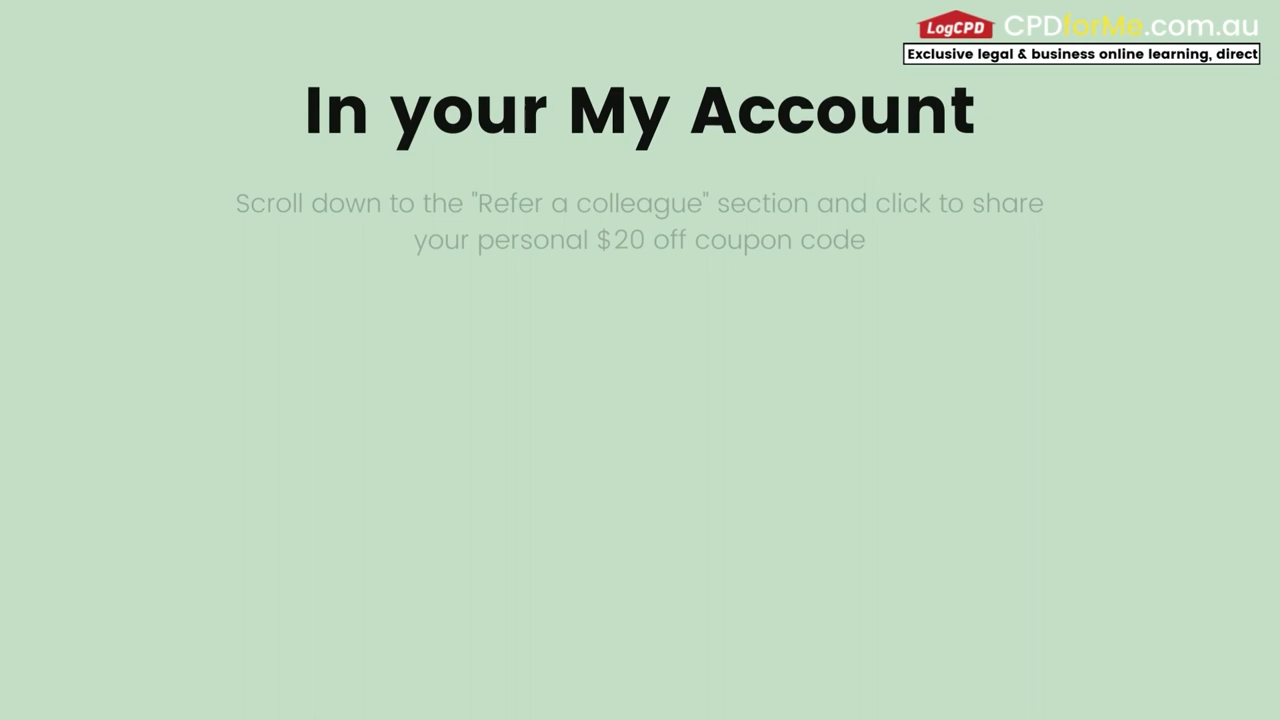 LogCPD CPDforMe.com.au
Exclusive legal & business online learning, direct
In your My Account
Scroll down to the "Refer a colleague" section and click to share
your personal $20 off coupon code